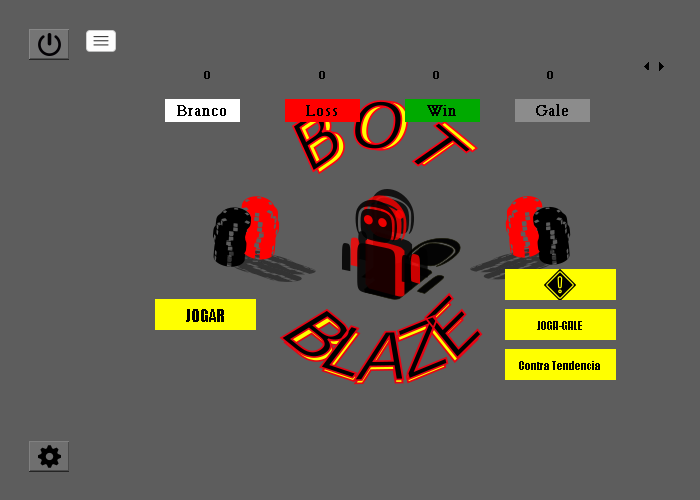 0 0 0 0
Branco Loss Win Gale
BOT
JOGAR
JOGA-GALE
Contra Tendencia
BLAZE